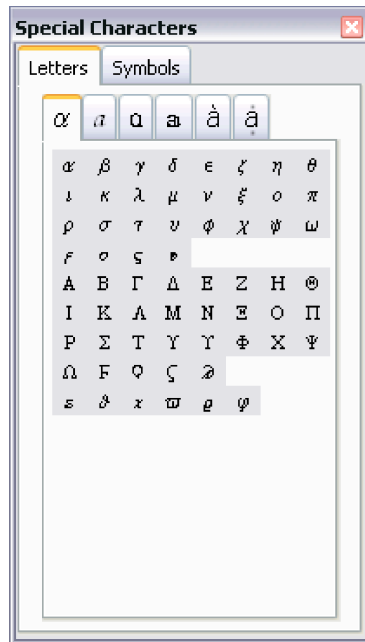 Special Characters
Letters Symbols
α a a a à ạ̊
α β γ δ ϵ ζ η θ
ι κ λ μ ν ξ ο π
ρ σ τ υ ϕ χ ψ ω
ϝ
Α Β Γ Δ Ε Ζ Η Θ
Ι Κ Λ Μ Ν Ξ Ο Π
Ρ Σ Τ Υ ϒ Φ Χ Ψ
Ω Ϝ Ϙ Ϛ Ϡ
ε ϑ ϰ ϖ ϱ φ